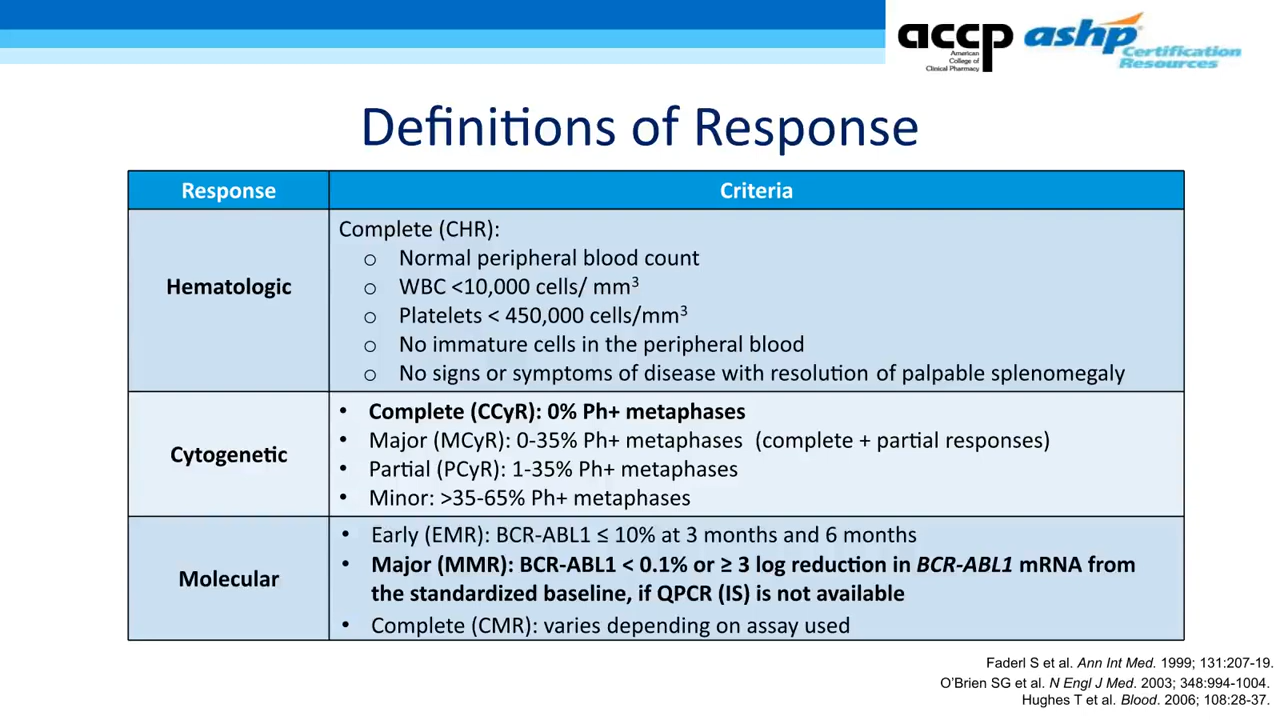 accp
American
College of
Clinical Pharmacy
ashp®
Certification
Resources
Definitions of Response
Response
Criteria
Hematologic
Complete (CHR):
o Normal peripheral blood count
o WBC <10,000 cells/ mm³
o Platelets < 450,000 cells/mm³
o No immature cells in the peripheral blood
o No signs or symptoms of disease with resolution of palpable splenomegaly
Cytogenetic
• Complete (CCyR): 0% Ph+ metaphases
• Major (MCyR): 0-35% Ph+ metaphases (complete + partial responses)
• Partial (PCyR): 1-35% Ph+ metaphases
• Minor: >35-65% Ph+ metaphases
Molecular
• Early (EMR): BCR-ABL1 ≤ 10% at 3 months and 6 months
• Major (MMR): BCR-ABL1 < 0.1% or ≥ 3 log reduction in BCR-ABL1 mRNA from
the standardized baseline, if QPCR (IS) is not available
• Complete (CMR): varies depending on assay used
Faderl S et al. Ann Int Med. 1999; 131:207-19.
O'Brien SG et al. N Engl J Med. 2003; 348:994-1004.
Hughes T et al. Blood. 2006; 108:28-37.